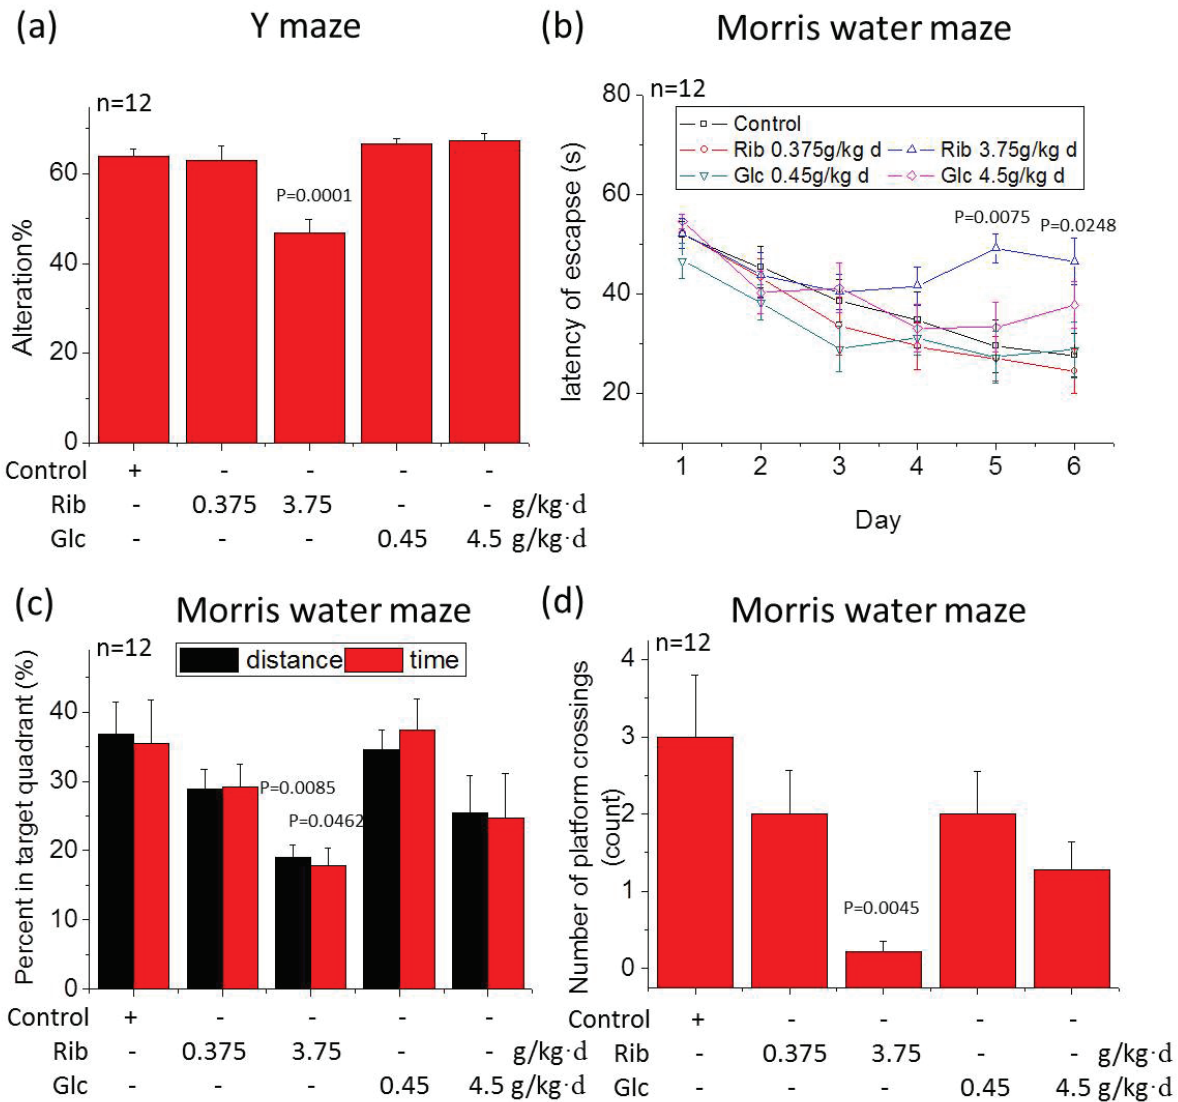 (a)
Y maze
n=12
P=0.0001
Alteration%
60
40
20
0
Control + - - - -
Rib - 0.375 3.75 - - g/kg·d
Glc - - - 0.45 4.5 g/kg·d
(b)
Morris water maze
n=12
Control
Rib 0.375g/kg d Rib 3.75g/kg d
Glc 0.45g/kg d Glc 4.5g/kg d
P=0.0075
P=0.0248
latency of escapse (s)
80
60
40
20
1 2 3 4 5 6
Day
(c)
Morris water maze
n=12
distance time
P=0.0085
P=0.0462
Percent in target quadrant (%)
40
30
20
10
0
Control + - - - -
Rib - 0.375 3.75 - - g/kg·d
Glc - - - 0.45 4.5 g/kg·d
(d)
Morris water maze
n=12
P=0.0045
Number of platform crossings
(count)
4
3
2
1
0
Control + - - - -
Rib - 0.375 3.75 - - g/kg·d
Glc - - - 0.45 4.5 g/kg·d